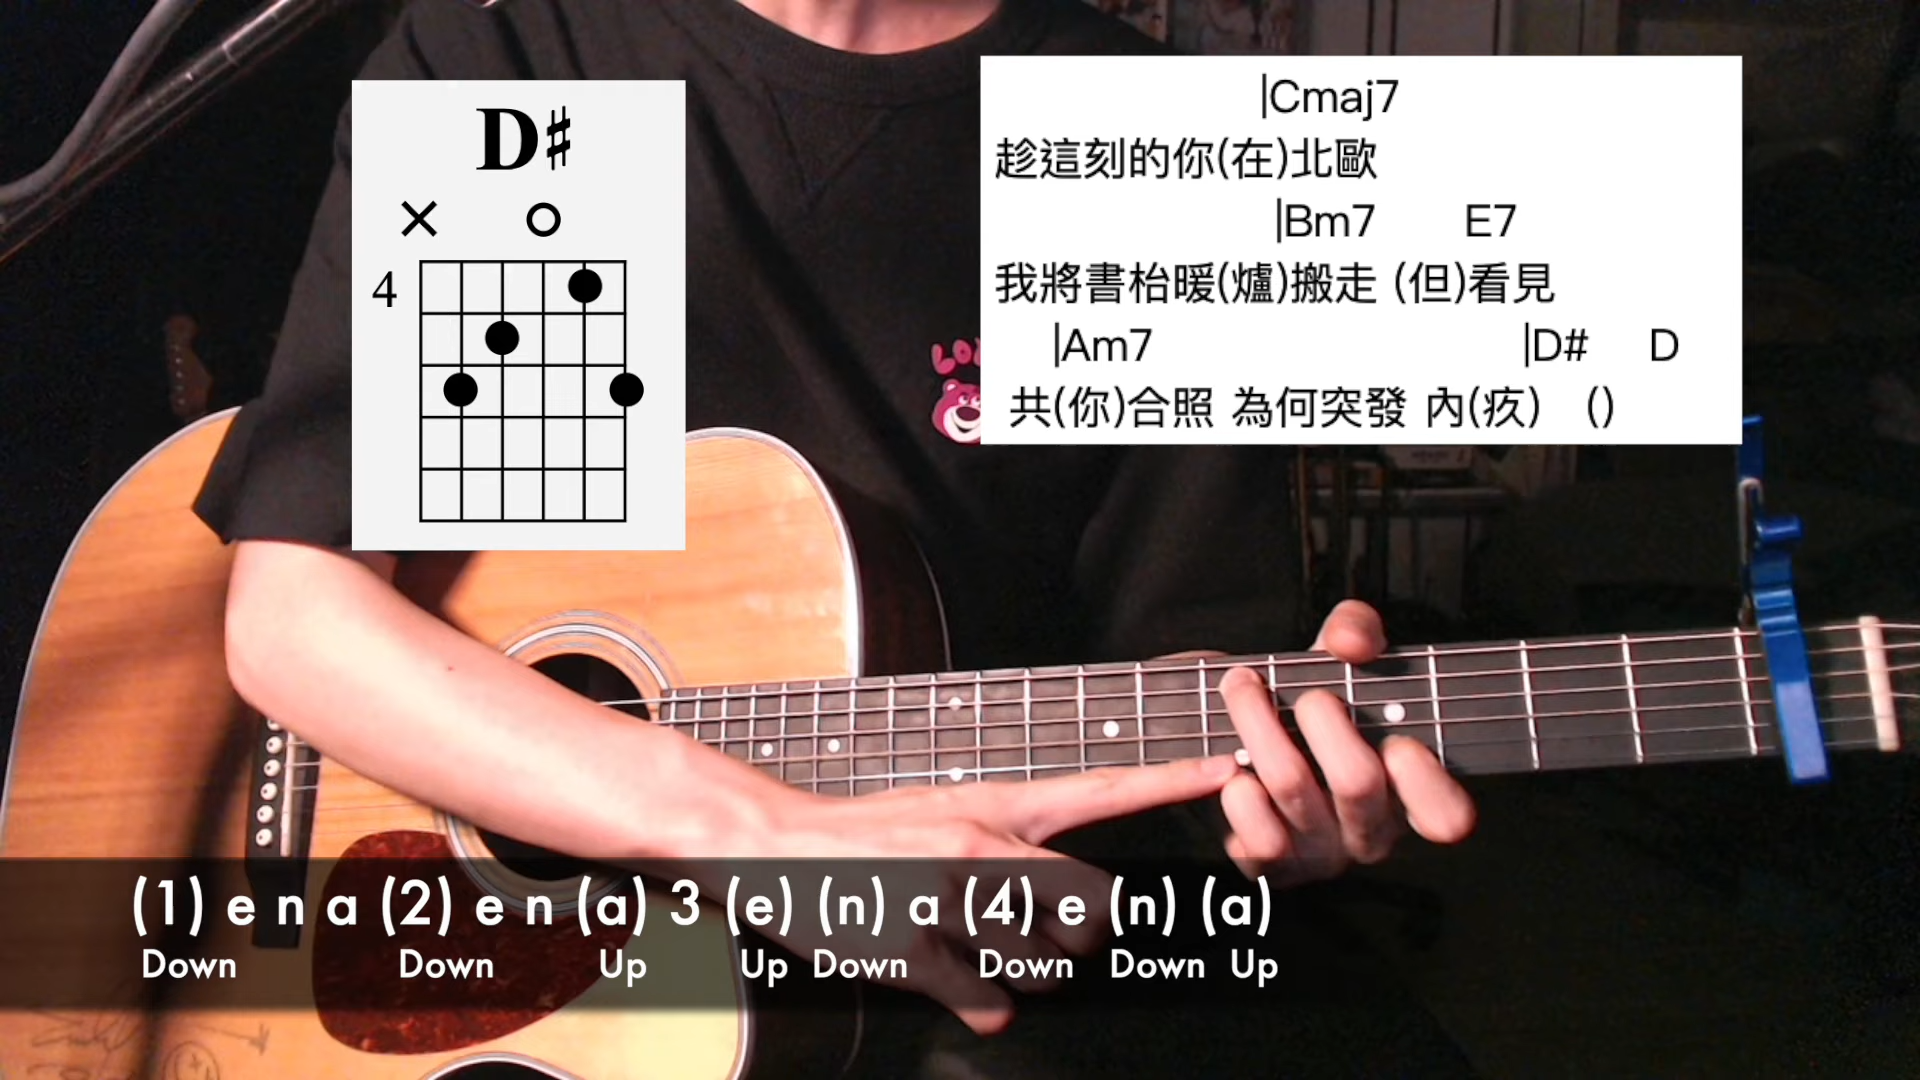 D♯
× ○
4
|Cmaj7
趁這刻的你(在)北歐
|Bm7 E7
我將書枱暖(爐)搬走 (但)看見
|Am7 |D# D
共(你)合照 為何突發 內(疚) ()
LO
(1) e n a (2) e n (a) 3 (e) (n) a (4) e (n) (a)
Down Down Up Up Down Down Down Up